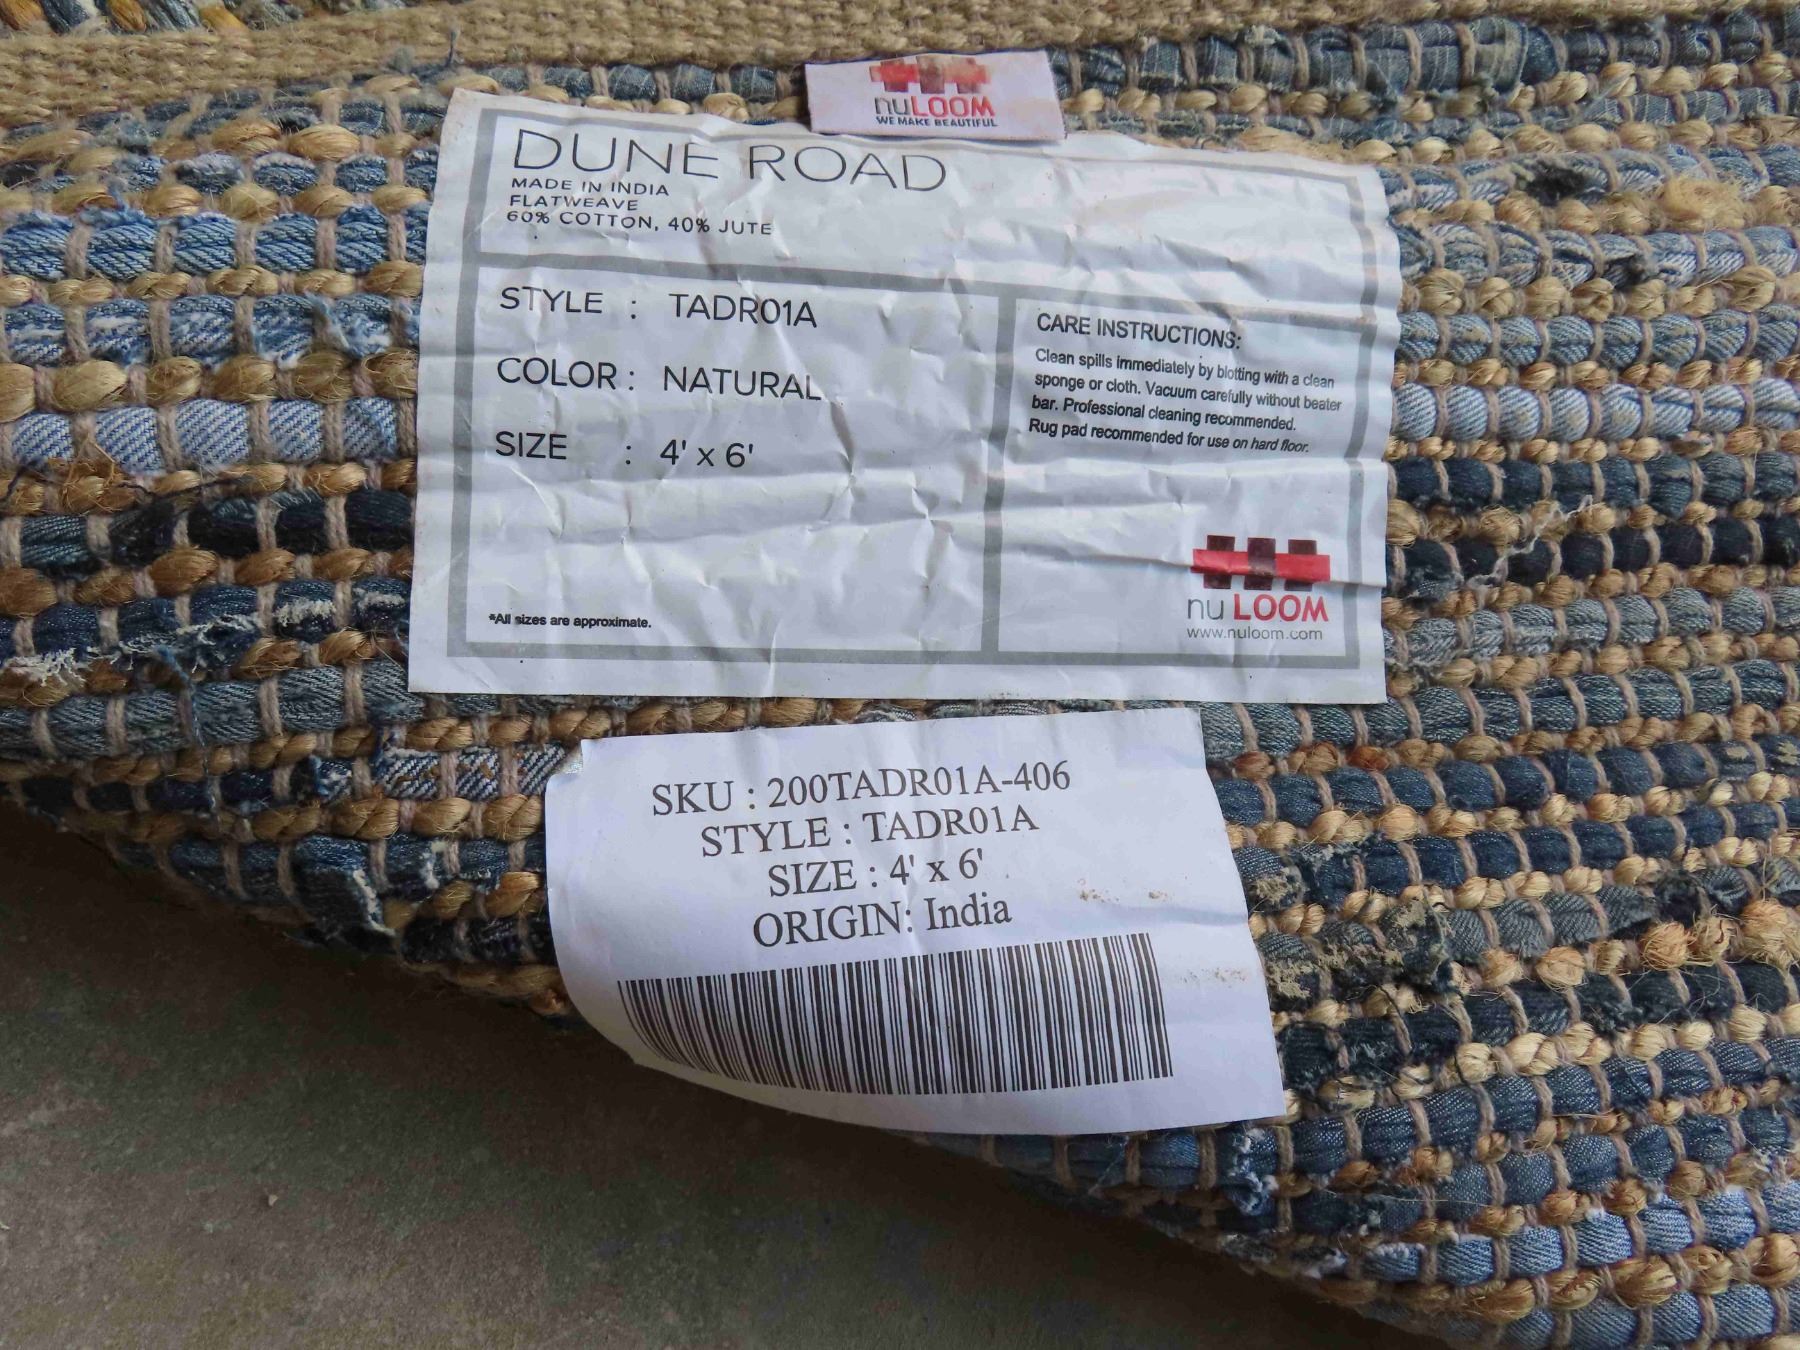 nuLOOM
WE MAKE BEAUTIFUL
DUNE ROAD
MADE IN INDIA
FLATWEAVE
60% COTTON, 40% JUTE
STYLE : TADR01A
COLOR : NATURAL
SIZE : 4' x 6'
*All sizes are approximate.
CARE INSTRUCTIONS:
Clean spills immediately by blotting with a clean
sponge or cloth. Vacuum carefully without beater
bar. Professional cleaning recommended.
Rug pad recommended for use on hard floor.
nu LOOM
www.nuloom.com
SKU : 200TADR01A-406
STYLE : TADR01A
SIZE : 4' x 6'
ORIGIN: India